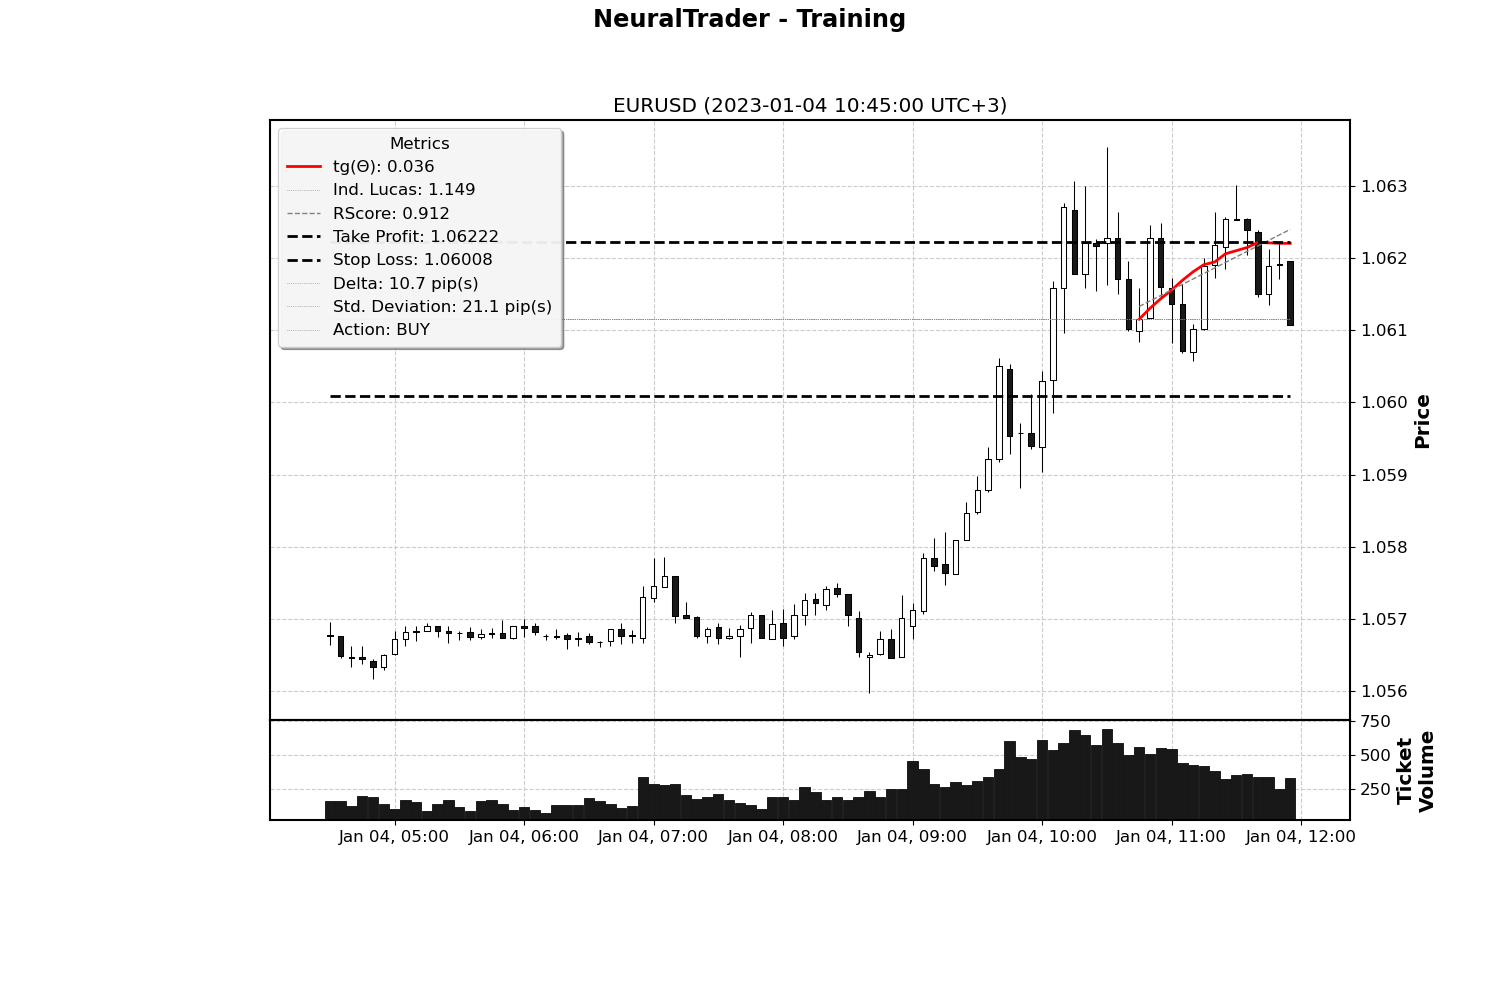 NeuralTrader - Training
EURUSD (2023-01-04 10:45:00 UTC+3)
Metrics
tg(Θ): 0.036
Ind. Lucas: 1.149
RScore: 0.912
Take Profit: 1.06222
Stop Loss: 1.06008
Delta: 10.7 pip(s)
Std. Deviation: 21.1 pip(s)
Action: BUY
1.063
1.062
1.061
1.060
1.059
1.058
1.057
1.056
Price
750
500
250
Ticket
Volume
Jan 04, 05:00
Jan 04, 06:00
Jan 04, 07:00
Jan 04, 08:00
Jan 04, 09:00
Jan 04, 10:00
Jan 04, 11:00
Jan 04, 12:00